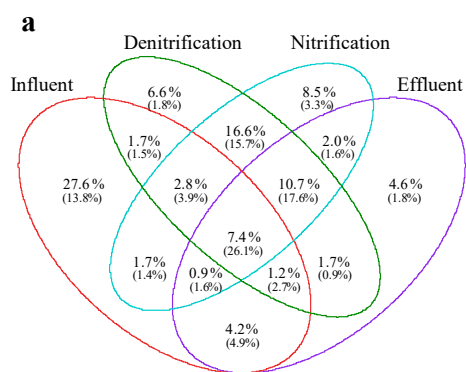 a
Denitrification Nitrification
Influent Effluent
6.6% 8.5%
(1.8%) (3.3%)
1.7% 16.6% 2.0%
(1.5%) (15.7%) (1.6%)
27.6% 2.8% 10.7% 4.6%
(13.8%) (3.9%) (17.6%) (1.8%)
7.4%
(26.1%)
1.7% 0.9% 1.2% 1.7%
(1.4%) (1.6%) (2.7%) (0.9%)
4.2%
(4.9%)